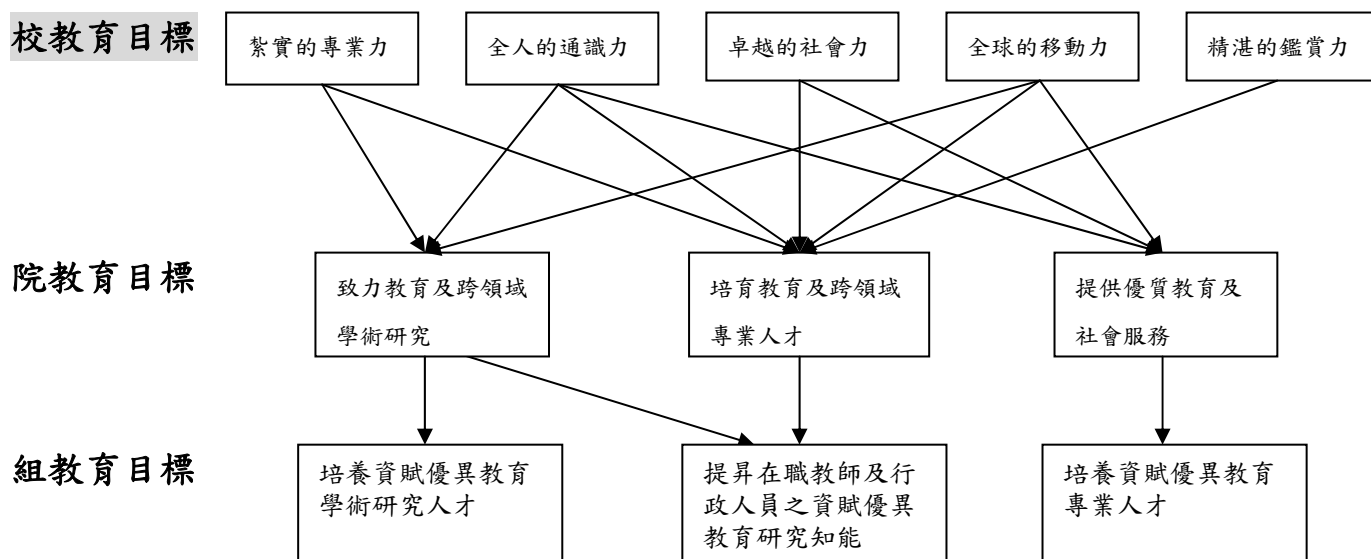 校教育目標
紮實的專業力
全人的通識力
卓越的社會力
全球的移動力
精湛的鑑賞力
院教育目標
致力教育及跨領域
學術研究
培育教育及跨領域
專業人才
提供優質教育及
社會服務
組教育目標
培養資賦優異教育
學術研究人才
提昇在職教師及行
政人員之資賦優異
教育研究知能
培養資賦優異教育
專業人才